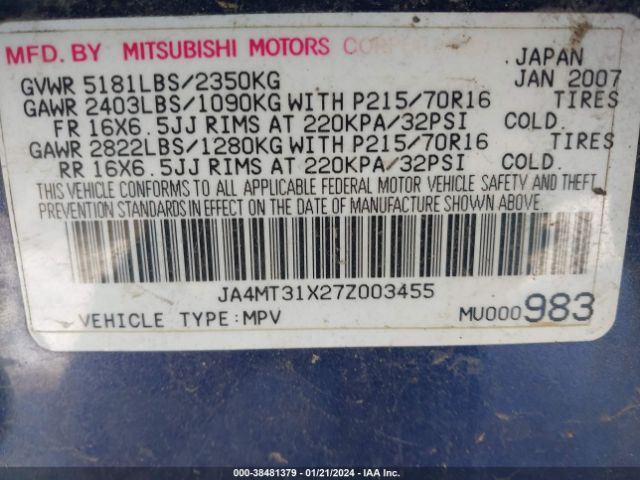 MFD. BY MITSUBISHI MOTORS CORPORATION JAPAN
GVWR 5181LBS/2350KG JAN 2007
GAWR 2403LBS/1090KG WITH P215/70R16 TIRES
FR 16X6.5JJ RIMS AT 220KPA/32PSI COLD.
GAWR 2822LBS/1280KG WITH P215/70R16 TIRES
RR 16X6.5JJ RIMS AT 220KPA/32PSI COLD.
THIS VEHICLE CONFORMS TO ALL APPLICABLE FEDERAL MOTOR VEHICLE SAFETY AND THEFT
PREVENTION STANDARDS IN EFFECT ON THE DATE OF MANUFACTURE SHOWN ABOVE.
JA4MT31X27Z003455
VEHICLE TYPE:MPV MU000983
000-38481379 - 01/21/2024 - IAA Inc.